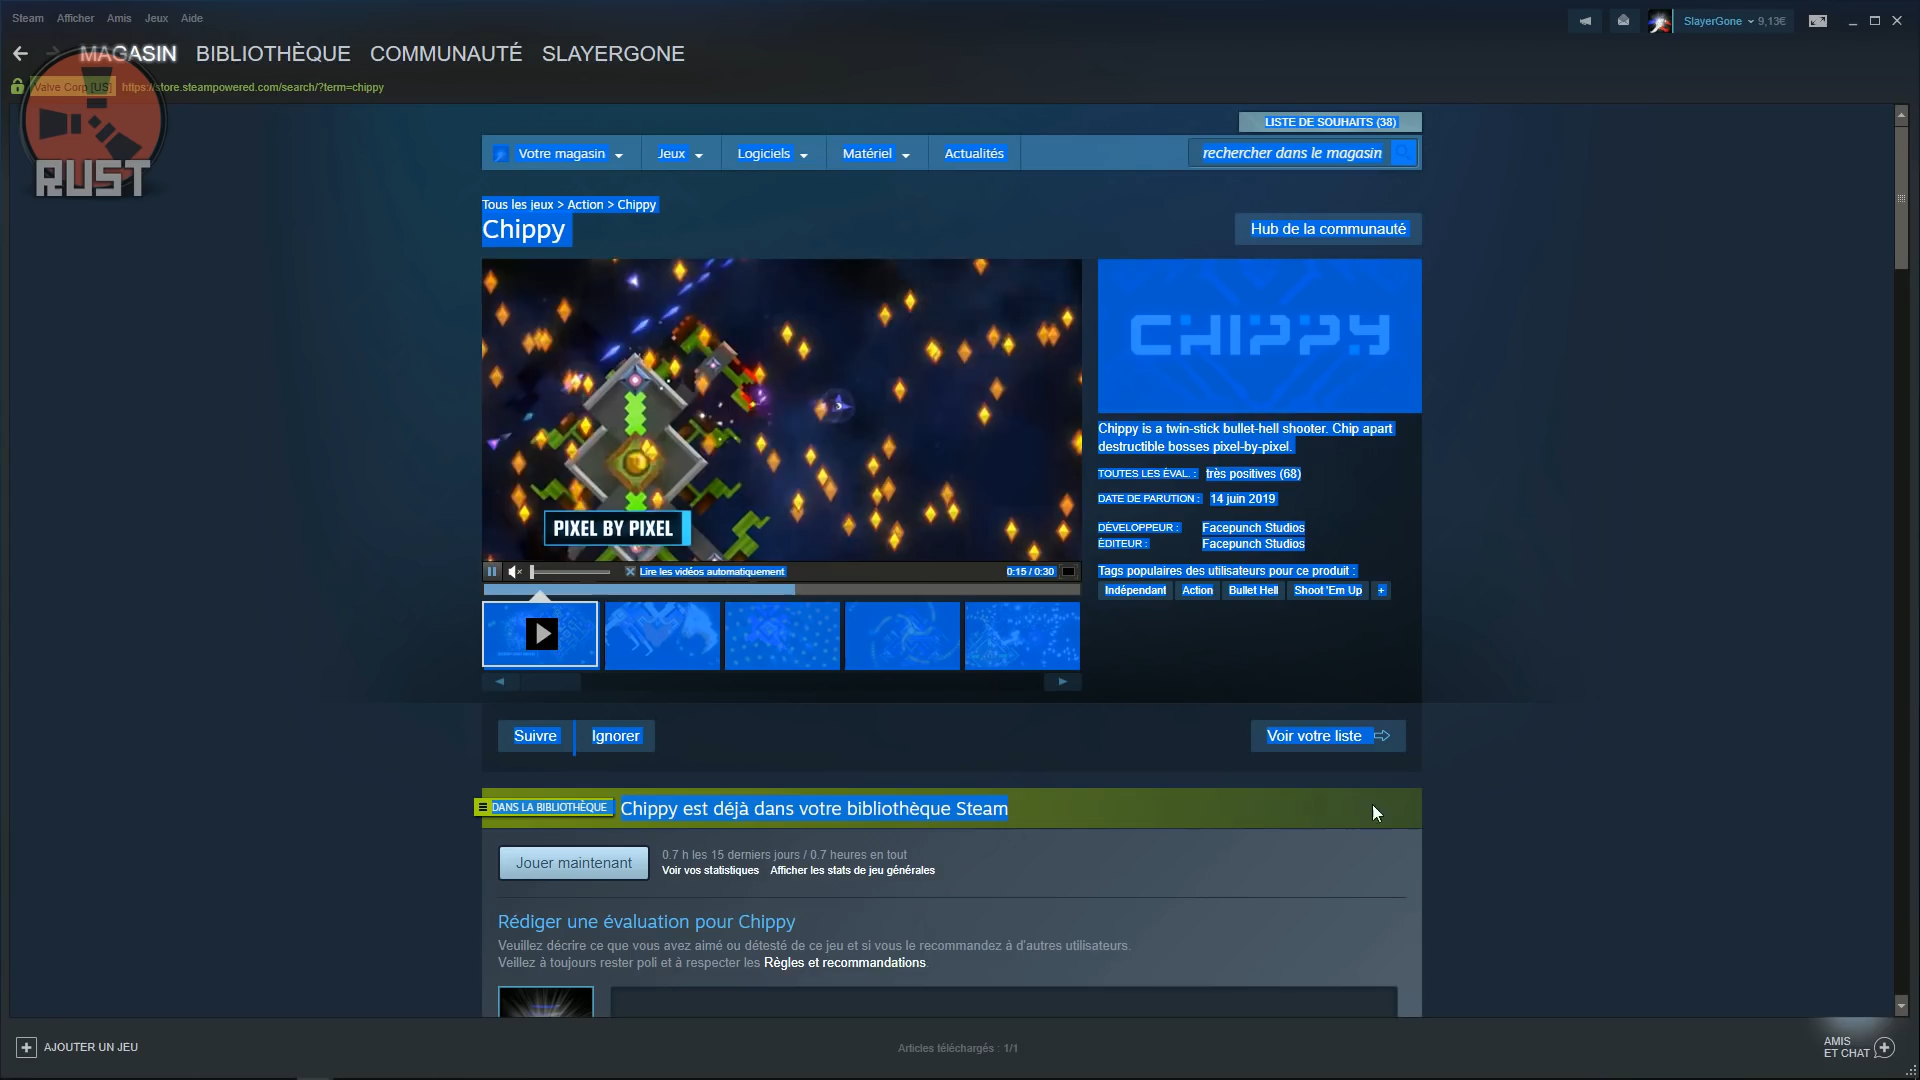 Steam Afficher Amis Jeux Aide
SlayerGone 9,13€
MAGASIN BIBLIOTHÈQUE COMMUNAUTÉ SLAYERGONE
Valve Corp [US] https://store.steampowered.com/search/?term=chippy
RUST
LISTE DE SOUHAITS (38)
Votre magasin Jeux Logiciels Matériel Actualités rechercher dans le magasin
Tous les jeux > Action > Chippy
Chippy
Hub de la communauté
CHIPPY
PIXEL BY PIXEL
Lire les vidéos automatiquement 0:15 / 0:30
Chippy is a twin-stick bullet-hell shooter. Chip apart
destructible bosses pixel-by-pixel.
TOUTES LES ÉVAL. : très positives (68)
DATE DE PARUTION : 14 juin 2019
DÉVELOPPEUR : Facepunch Studios
ÉDITEUR : Facepunch Studios
Tags populaires des utilisateurs pour ce produit :
Indépendant Action Bullet Hell Shoot 'Em Up +
Suivre Ignorer Voir votre liste
DANS LA BIBLIOTHÈQUE Chippy est déjà dans votre bibliothèque Steam
Jouer maintenant
0.7 h les 15 derniers jours / 0.7 heures en tout
Voir vos statistiques Afficher les stats de jeu générales
Rédiger une évaluation pour Chippy
Veuillez décrire ce que vous avez aimé ou détesté de ce jeu et si vous le recommandez à d'autres utilisateurs.
Veillez à toujours rester poli et à respecter les Règles et recommandations.
AJOUTER UN JEU
Articles téléchargés : 1/1
AMIS
ET CHAT